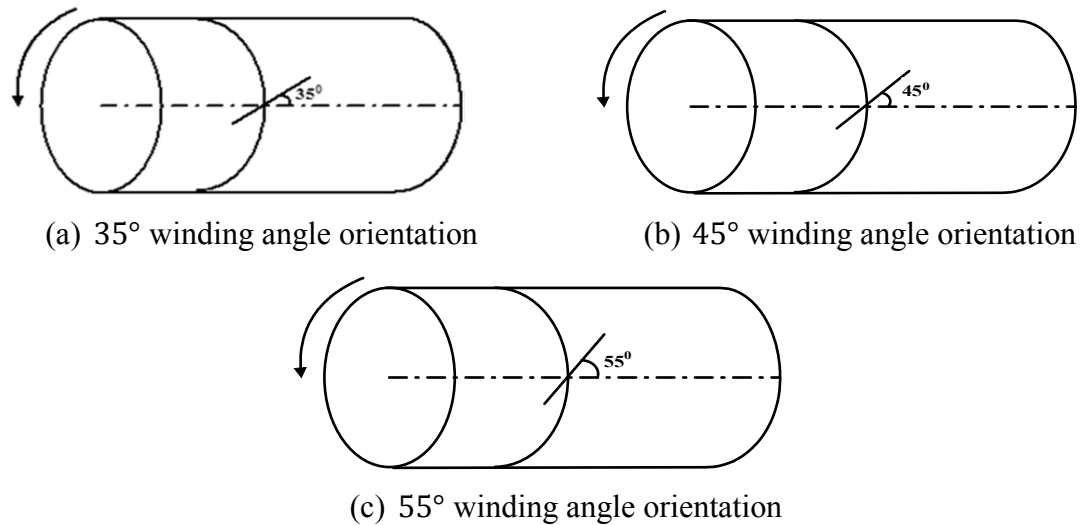 35⁰
45⁰
(a) 35° winding angle orientation
(b) 45° winding angle orientation
55⁰
(c) 55° winding angle orientation